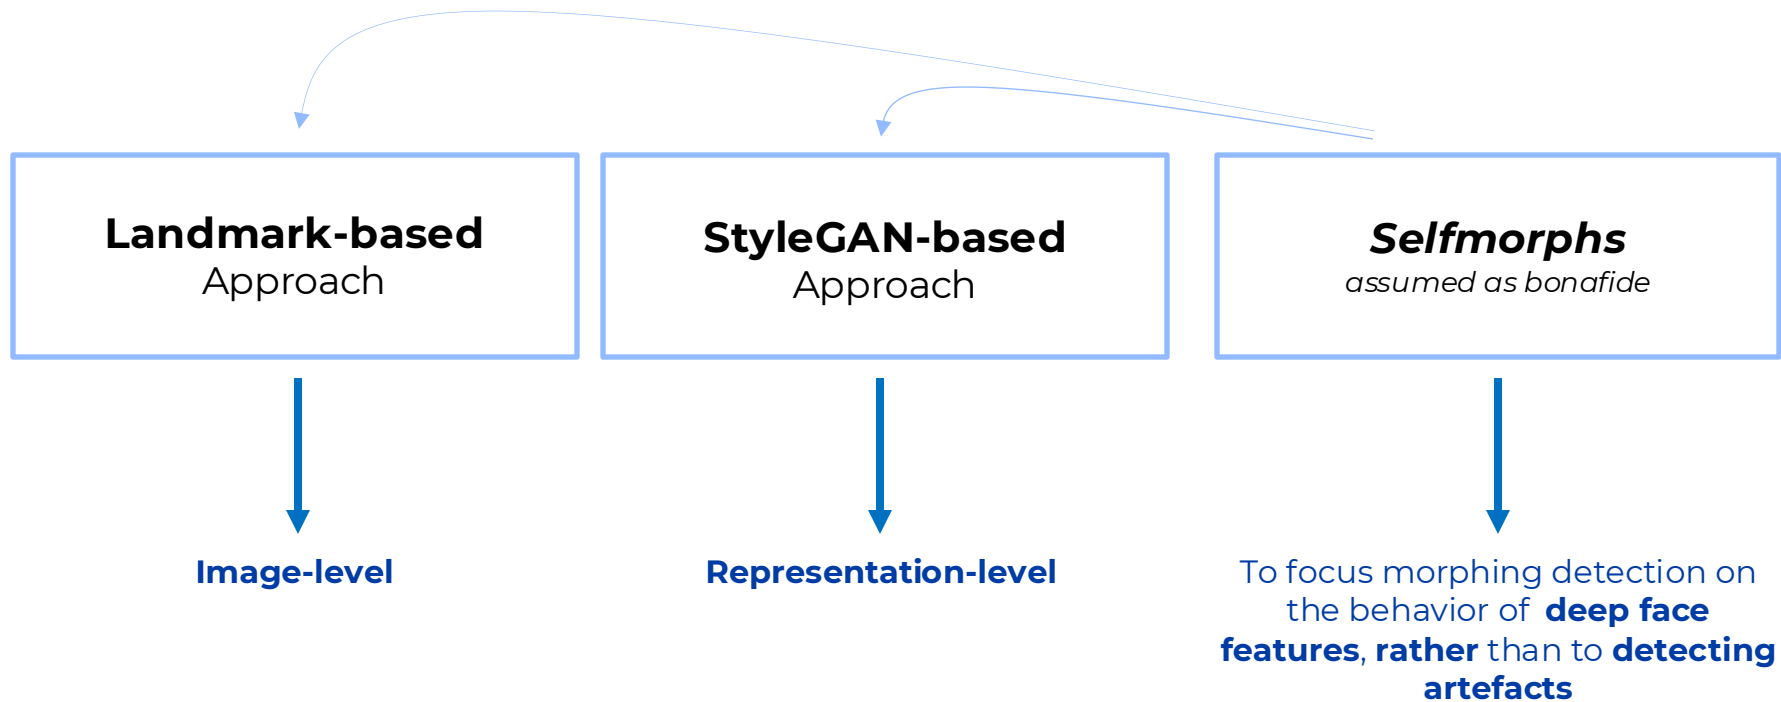 Landmark-based
Approach
StyleGAN-based
Approach
Selfmorphs
assumed as bonafide
Image-level
Representation-level
To focus morphing detection on
the behavior of deep face
features, rather than to detecting
artefacts